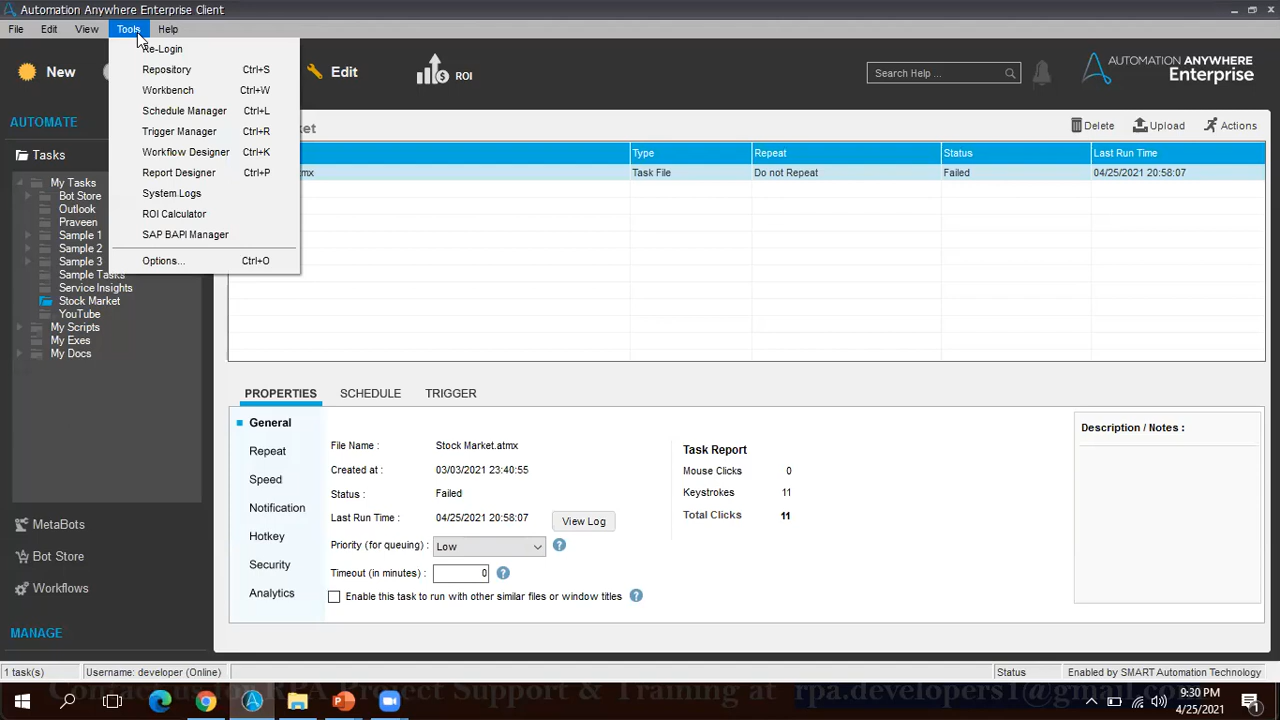 Automation Anywhere Enterprise Client
File Edit View Tools Help
Re-Login
Repository Ctrl+S
Workbench Ctrl+W
Schedule Manager Ctrl+L
Trigger Manager Ctrl+R
Workflow Designer Ctrl+K
Report Designer Ctrl+P
System Logs
ROI Calculator
SAP BAPI Manager
Options... Ctrl+O
New
Edit
ROI
Search Help ...
AUTOMATION ANYWHERE
Enterprise
AUTOMATE
Tasks
My Tasks
Bot Store
Outlook
Praveen
Sample 1
Sample 2
Sample 3
Sample Tasks
Service Insights
Stock Market
YouTube
My Scripts
My Exes
My Docs
MetaBots
Bot Store
Workflows
MANAGE
Delete Upload Actions
Type Repeat Status Last Run Time
Task File Do not Repeat Failed 04/25/2021 20:58:07
PROPERTIES SCHEDULE TRIGGER
General
Repeat
Speed
Notification
Hotkey
Security
Analytics
File Name : Stock Market.atmx
Created at : 03/03/2021 23:40:55
Status : Failed
Last Run Time : 04/25/2021 20:58:07 View Log
Priority (for queuing) : Low ?
Timeout (in minutes) : 0 ?
Enable this task to run with other similar files or window titles ?
Task Report
Mouse Clicks 0
Keystrokes 11
Total Clicks 11
Description / Notes :
1 task(s) Username: developer (Online) Status Enabled by SMART Automation Technology
RPA Project Support & Training at rpa.developers1@gm
9:30 PM
4/25/2021